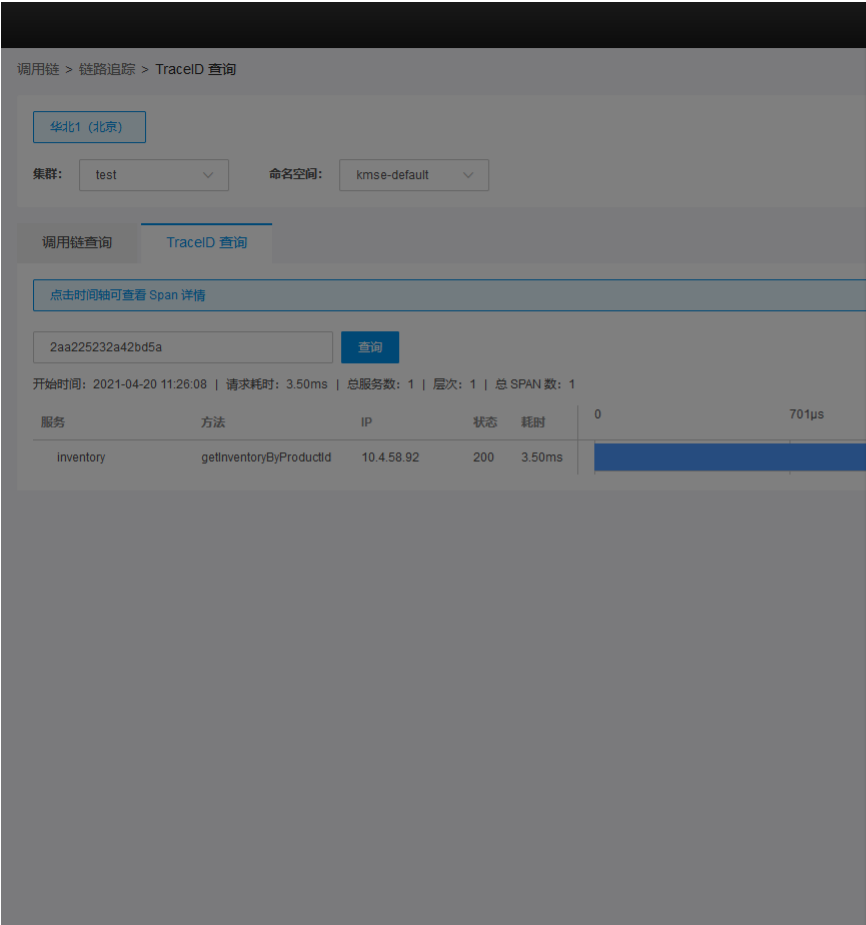 调用链 > 链路追踪 > TraceID 查询
华北1（北京）
集群： test 命名空间： kmse-default
调用链查询 TraceID 查询
点击时间轴可查看 Span 详情
2aa225232a42bd5a 查询
开始时间：2021-04-20 11:26:08 | 请求耗时：3.50ms | 总服务数：1 | 层次：1 | 总 SPAN 数：1
服务 方法 IP 状态 耗时 0 701μs
inventory getInventoryByProductId 10.4.58.92 200 3.50ms